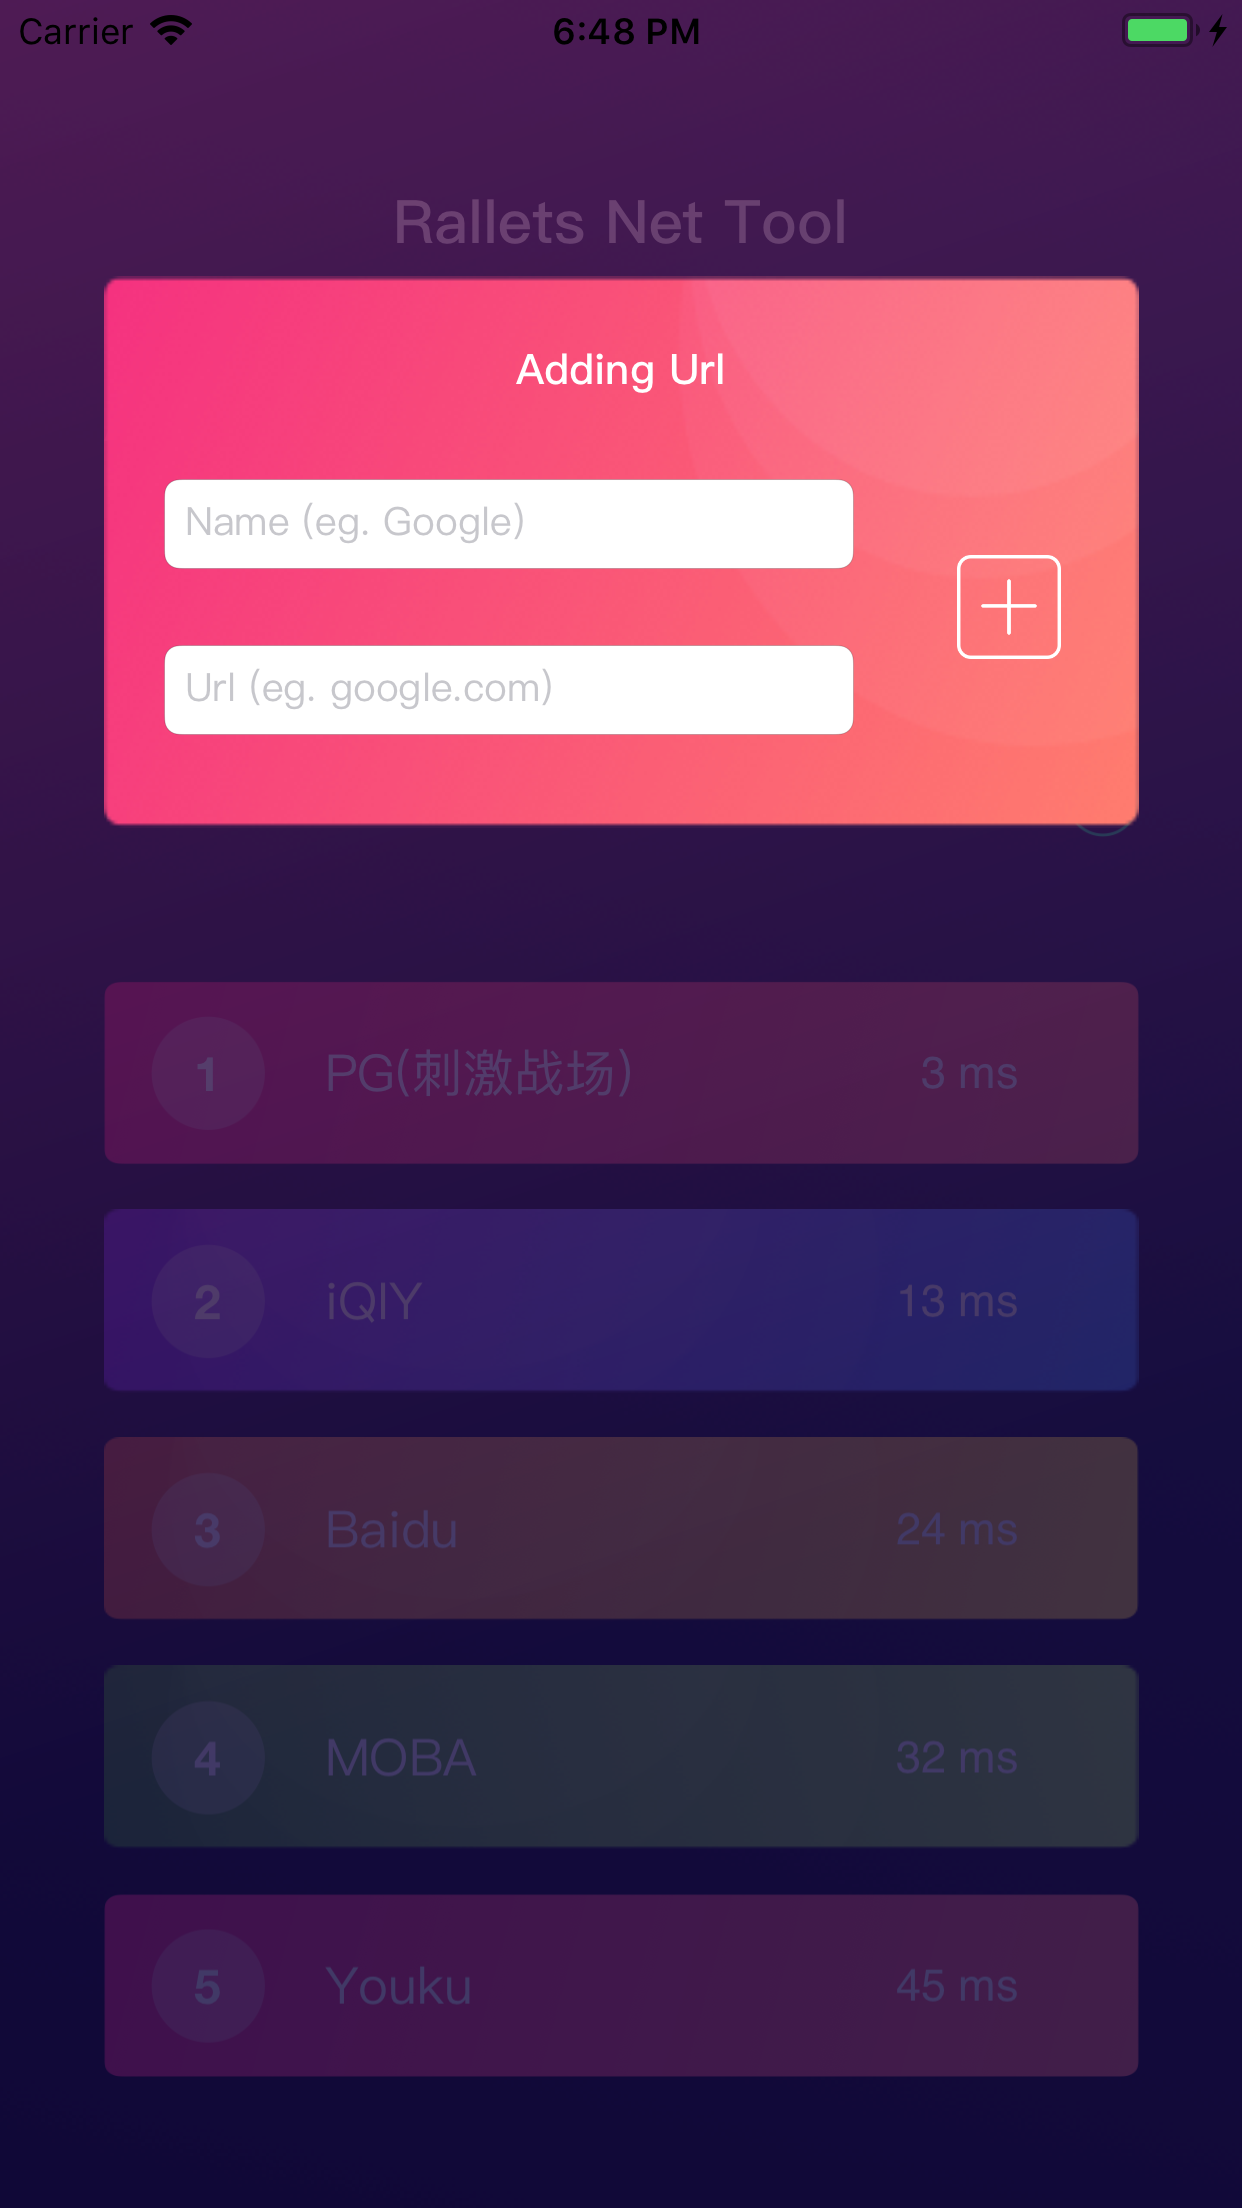 Carrier 6:48 PM
Rallets Net Tool
Adding Url
Name (eg. Google)
Url (eg. google.com)
1 PG(刺激战场) 3 ms
2 iQIY 13 ms
3 Baidu 24 ms
4 MOBA 32 ms
5 Youku 45 ms